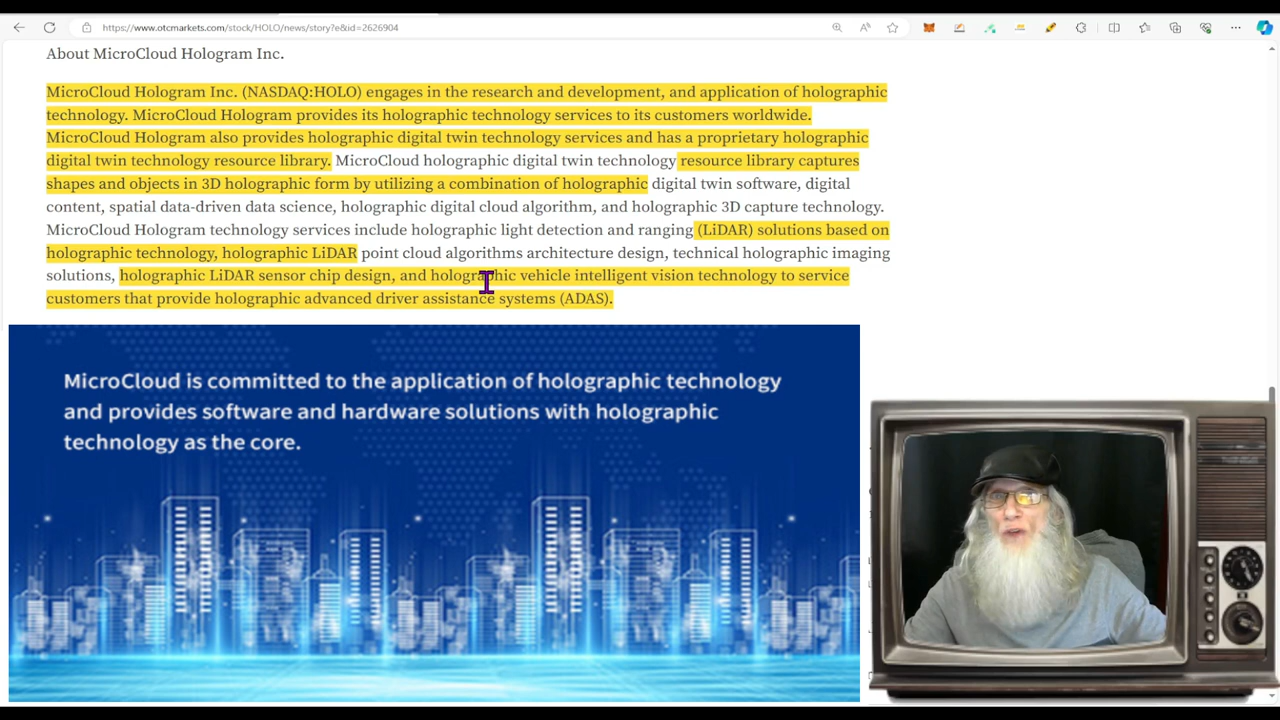 https://www.otcmarkets.com/stock/HOLO/news/story?e&id=2626904
About MicroCloud Hologram Inc.
MicroCloud Hologram Inc. (NASDAQ:HOLO) engages in the research and development, and application of holographic
technology. MicroCloud Hologram provides its holographic technology services to its customers worldwide.
MicroCloud Hologram also provides holographic digital twin technology services and has a proprietary holographic
digital twin technology resource library. MicroCloud holographic digital twin technology resource library captures
shapes and objects in 3D holographic form by utilizing a combination of holographic digital twin software, digital
content, spatial data-driven data science, holographic digital cloud algorithm, and holographic 3D capture technology.
MicroCloud Hologram technology services include holographic light detection and ranging (LiDAR) solutions based on
holographic technology, holographic LiDAR point cloud algorithms architecture design, technical holographic imaging
solutions, holographic LiDAR sensor chip design, and holographic vehicle intelligent vision technology to service
customers that provide holographic advanced driver assistance systems (ADAS).
MicroCloud is committed to the application of holographic technology
and provides software and hardware solutions with holographic
technology as the core.